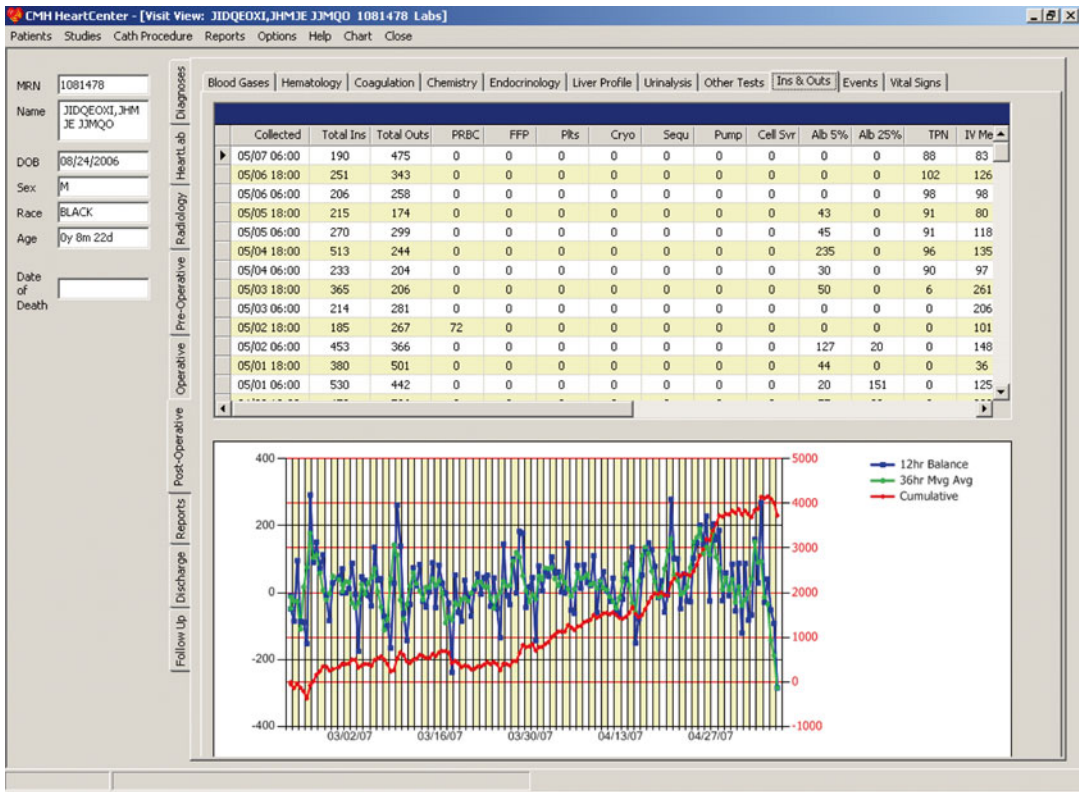 CMH HeartCenter - [Visit View: JIDQEOXI,JHMJE JJMQO 1081478 Labs]
Patients Studies Cath Procedure Reports Options Help Chart Close
MRN 1081478
Name JIDQEOXI,JHM
JE JJMQO
DOB 08/24/2006
Sex M
Race BLACK
Age 0y 8m 22d
Date
of
Death
Diagnoses
HeartLab
Radiology
Pre-Operative
Operative
Post-Operative
Reports
Discharge
Follow Up
Blood Gases Hematology Coagulation Chemistry Endocrinology Liver Profile Urinalysis Other Tests Ins & Outs Events Vital Signs
Collected Total Ins Total Outs PRBC FFP Plts Cryo Sequ Pump Cell Svr Alb 5% Alb 25% TPN IV Me
05/07 06:00 190 475 0 0 0 0 0 0 0 0 0 88 83
05/06 18:00 251 343 0 0 0 0 0 0 0 0 0 102 126
05/06 06:00 206 258 0 0 0 0 0 0 0 0 0 98 98
05/05 18:00 215 174 0 0 0 0 0 0 0 43 0 91 80
05/05 06:00 270 299 0 0 0 0 0 0 0 45 0 91 118
05/04 18:00 513 244 0 0 0 0 0 0 0 235 0 96 135
05/04 06:00 233 204 0 0 0 0 0 0 0 30 0 90 97
05/03 18:00 365 206 0 0 0 0 0 0 0 50 0 6 261
05/03 06:00 214 281 0 0 0 0 0 0 0 0 0 0 206
05/02 18:00 185 267 72 0 0 0 0 0 0 0 0 0 101
05/02 06:00 453 366 0 0 0 0 0 0 0 127 20 0 148
05/01 18:00 380 501 0 0 0 0 0 0 0 44 0 0 36
05/01 06:00 530 442 0 0 0 0 0 0 0 20 151 0 125
400
200
0
-200
-400
5000
4000
3000
2000
1000
0
-1000
12hr Balance
36hr Mvg Avg
Cumulative
03/02/07 03/16/07 03/30/07 04/13/07 04/27/07